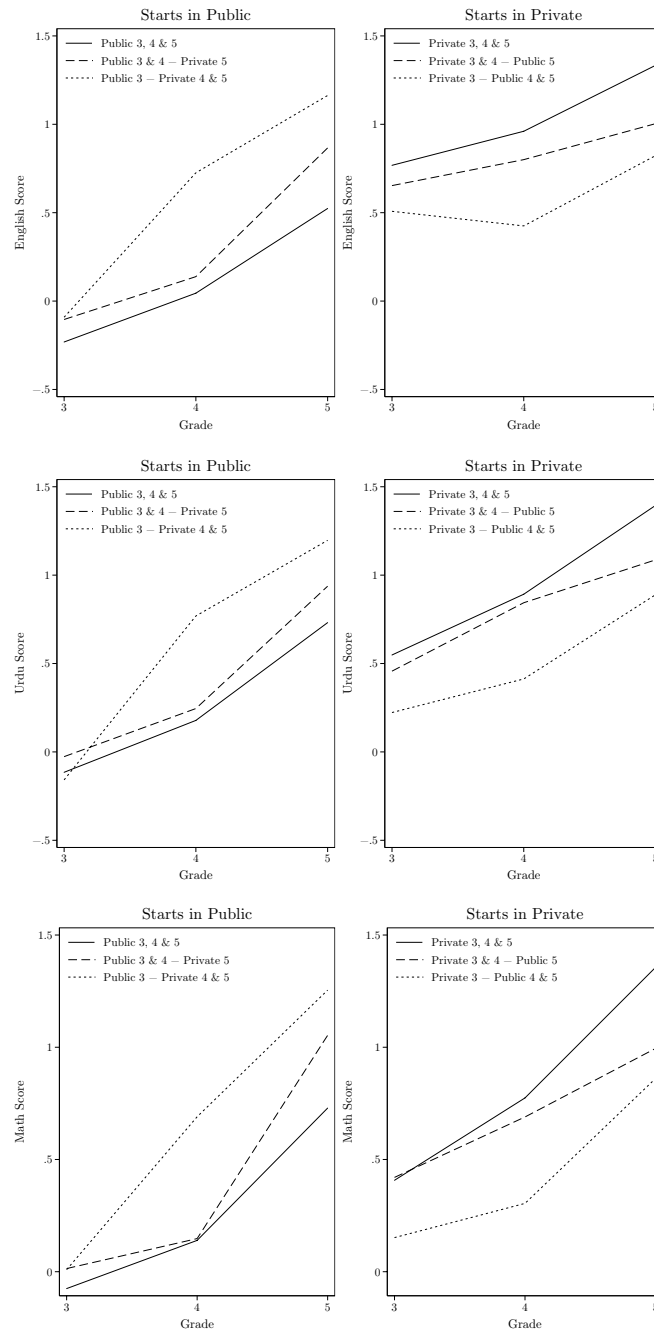 Starts in Public
1.5
1
.5
0
−.5
English Score
Public 3, 4 & 5
Public 3 & 4 − Private 5
Public 3 − Private 4 & 5
3
4
5
Grade
Starts in Private
1.5
1
.5
0
−.5
English Score
Private 3, 4 & 5
Private 3 & 4 − Public 5
Private 3 − Public 4 & 5
3
4
5
Grade
Starts in Public
1.5
1
.5
0
−.5
Urdu Score
Public 3, 4 & 5
Public 3 & 4 − Private 5
Public 3 − Private 4 & 5
3
4
5
Grade
Starts in Private
1.5
1
.5
0
−.5
Urdu Score
Private 3, 4 & 5
Private 3 & 4 − Public 5
Private 3 − Public 4 & 5
3
4
5
Grade
Starts in Public
1.5
1
.5
0
Math Score
Public 3, 4 & 5
Public 3 & 4 − Private 5
Public 3 − Private 4 & 5
3
4
5
Grade
Starts in Private
1.5
1
.5
0
Math Score
Private 3, 4 & 5
Private 3 & 4 − Public 5
Private 3 − Public 4 & 5
3
4
5
Grade